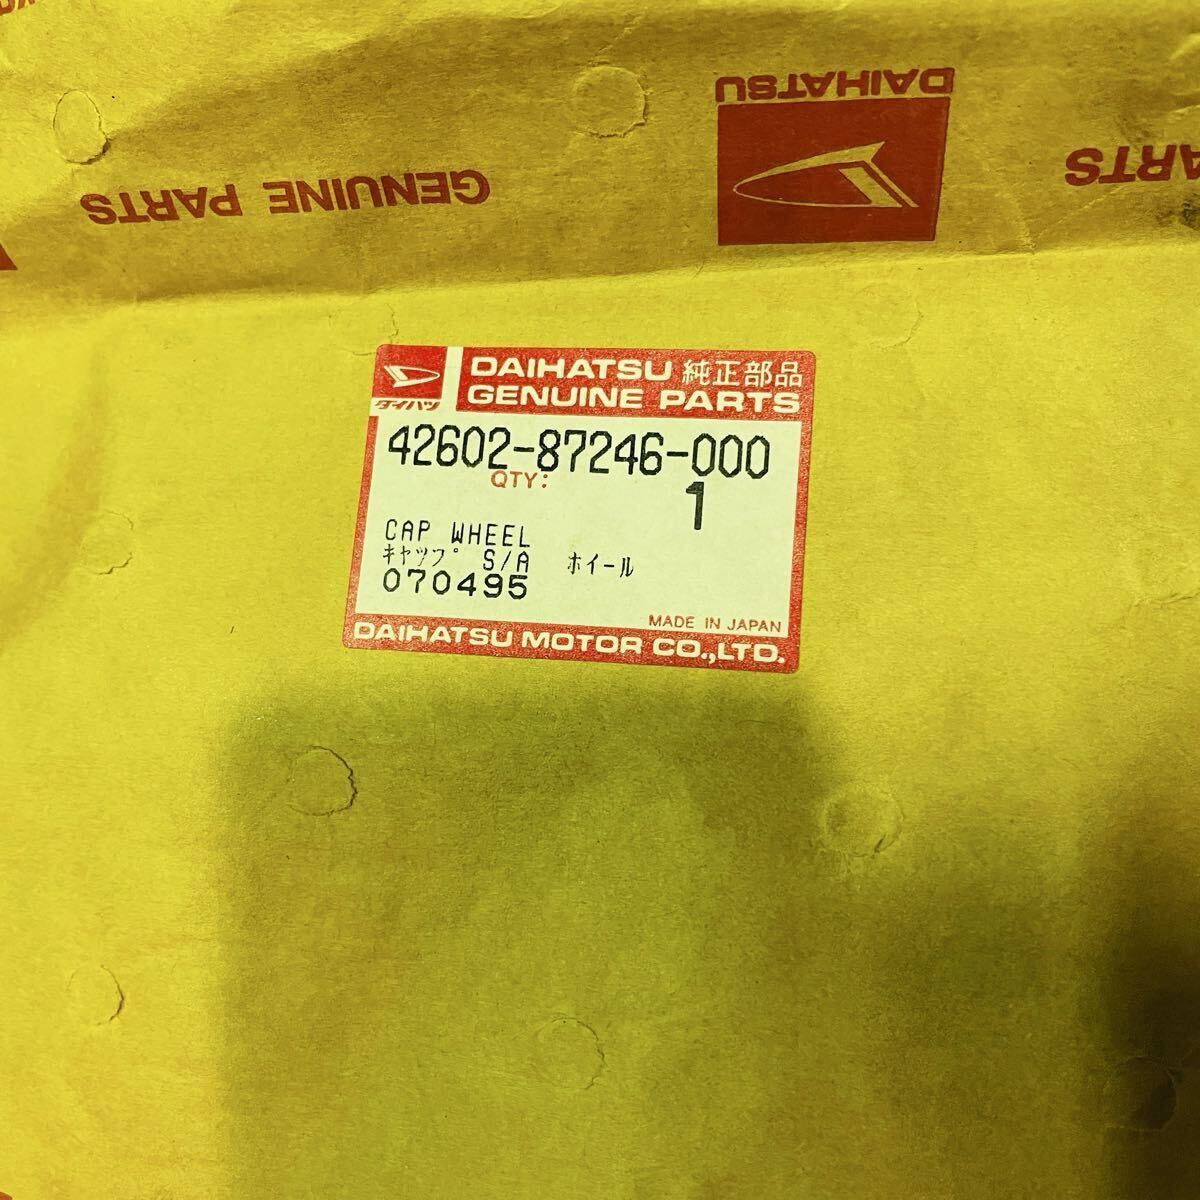 DAIHATSU
GENUINE PARTS
ARTS
ダイハツ
DAIHATSU 純正部品
GENUINE PARTS
42602-87246-000
QTY:
1
CAP WHEEL
キャップ S/A ホイール
070495
MADE IN JAPAN
DAIHATSU MOTOR CO.,LTD.